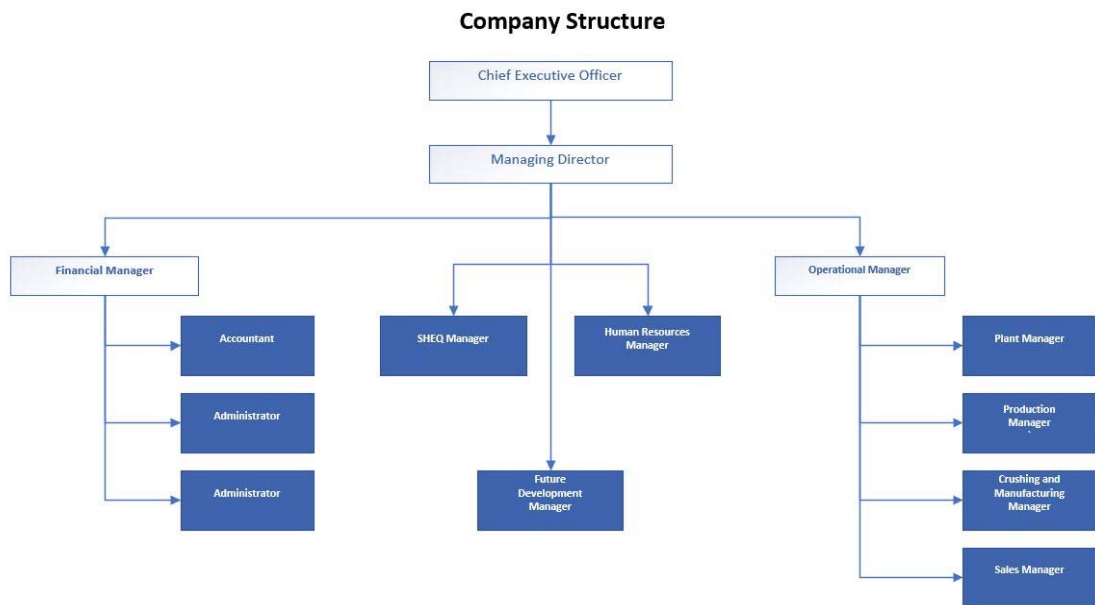 Company Structure
Chief Executive Officer
Managing Director
Financial Manager
Operational Manager
Accountant
SHEQ Manager
Human Resources
Manager
Plant Manager
Administrator
Production
Manager
`
Administrator
Future
Development
Manager
Crushing and
Manufacturing
Manager
Sales Manager